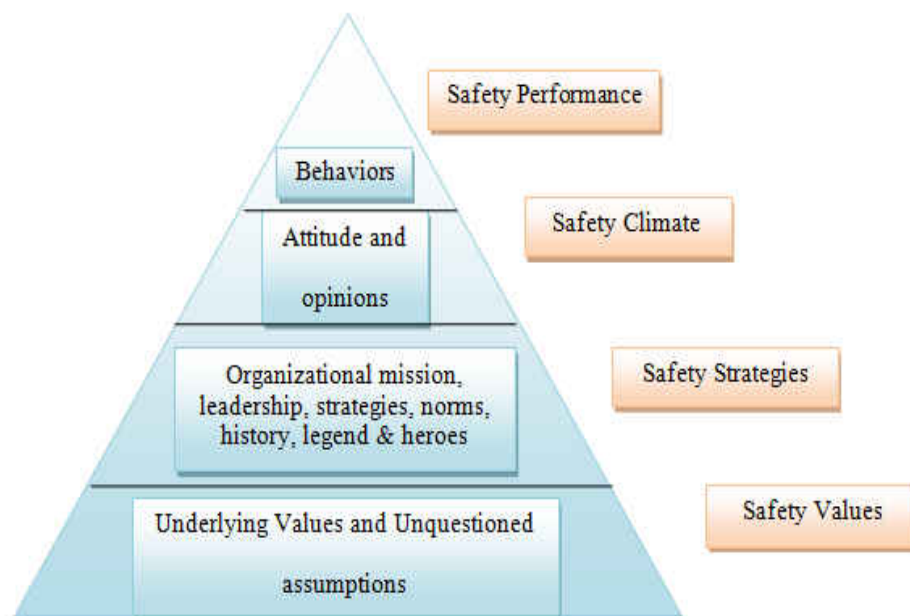 Safety Performance
Behaviors
Safety Climate
Attitude and
opinions
Safety Strategies
Organizational mission,
leadership, strategies, norms,
history, legend & heroes
Safety Values
Underlying Values and Unquestioned
assumptions